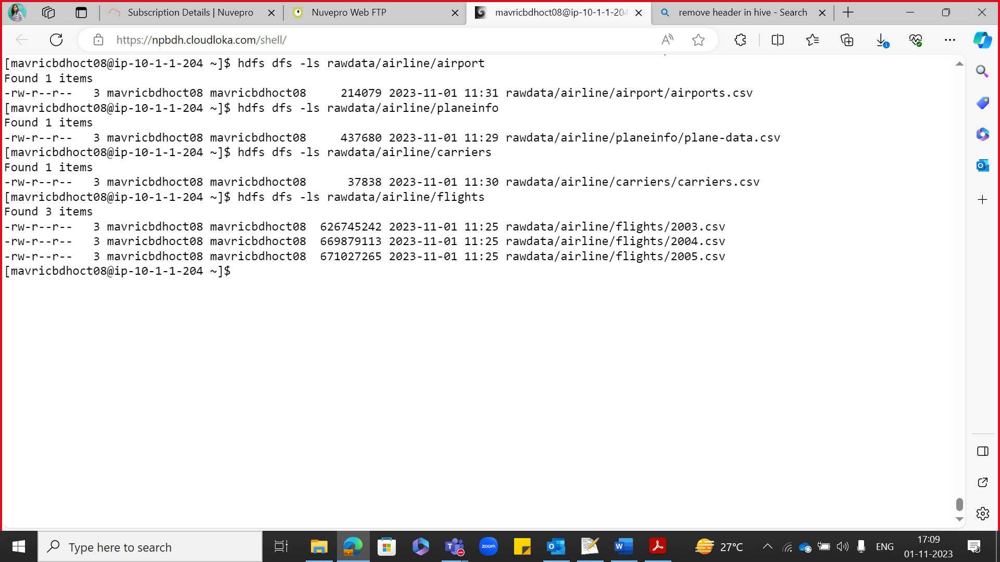 Subscription Details | Nuvepro
Nuvepro Web FTP
mavricbdhoct08@ip-10-1-1-204
remove header in hive - Search
https://npbdh.cloudloka.com/shell/
[mavricbdhoct08@ip-10-1-1-204 ~]$ hdfs dfs -ls rawdata/airline/airport
Found 1 items
-rw-r--r--   3 mavricbdhoct08 mavricbdhoct08     214079 2023-11-01 11:31 rawdata/airline/airport/airports.csv
[mavricbdhoct08@ip-10-1-1-204 ~]$ hdfs dfs -ls rawdata/airline/planeinfo
Found 1 items
-rw-r--r--   3 mavricbdhoct08 mavricbdhoct08     437680 2023-11-01 11:29 rawdata/airline/planeinfo/plane-data.csv
[mavricbdhoct08@ip-10-1-1-204 ~]$ hdfs dfs -ls rawdata/airline/carriers
Found 1 items
-rw-r--r--   3 mavricbdhoct08 mavricbdhoct08      37838 2023-11-01 11:30 rawdata/airline/carriers/carriers.csv
[mavricbdhoct08@ip-10-1-1-204 ~]$ hdfs dfs -ls rawdata/airline/flights
Found 3 items
-rw-r--r--   3 mavricbdhoct08 mavricbdhoct08  626745242 2023-11-01 11:25 rawdata/airline/flights/2003.csv
-rw-r--r--   3 mavricbdhoct08 mavricbdhoct08  669879113 2023-11-01 11:25 rawdata/airline/flights/2004.csv
-rw-r--r--   3 mavricbdhoct08 mavricbdhoct08  671027265 2023-11-01 11:25 rawdata/airline/flights/2005.csv
[mavricbdhoct08@ip-10-1-1-204 ~]$
Type here to search
zoom
27°C
ENG
17:09
01-11-2023